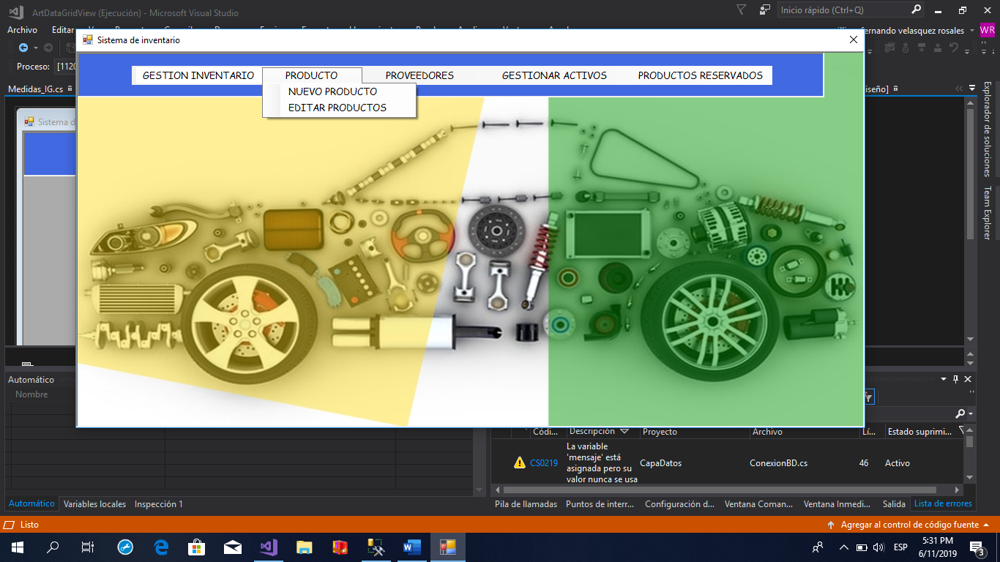 ArtDataGridView (Ejecución) - Microsoft Visual Studio
Inicio rápido (Ctrl+Q)
Archivo Editar
fernando velasquez rosales
WR
Sistema de inventario
Proceso: [1120
GESTION INVENTARIO PRODUCTO PROVEEDORES GESTIONAR ACTIVOS PRODUCTOS RESERVADOS
NUEVO PRODUCTO
EDITAR PRODUCTOS
Medidas_IG.cs
Sistema d
Explorador de soluciones
Team Explorer
Automático
Nombre
Códi... Descripción Proyecto Archivo Lí... Estado suprimi...
CS0219
La variable
'mensaje' está
asignada pero su
valor nunca se usa
CapaDatos ConexionBD.cs 46 Activo
Automático Variables locales Inspección 1
Pila de llamadas Puntos de interr... Configuración d... Ventana Coman... Ventana Inmedi... Salida Lista de errores
Listo
Agregar al control de código fuente
ESP
5:31 PM
6/11/2019
3